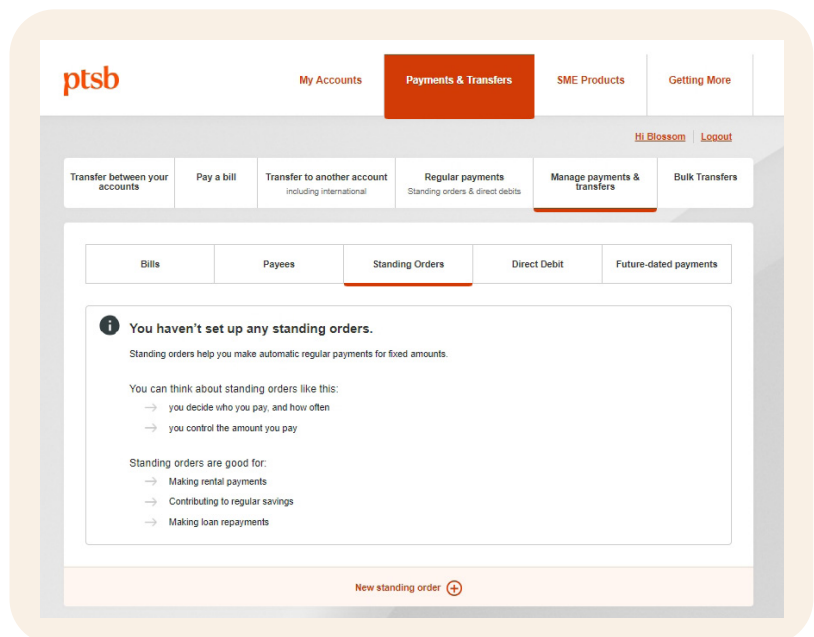 ptsb
My Accounts
Payments & Transfers
SME Products
Getting More
Hi Blossom
Logout
Transfer between your
accounts
Pay a bill
Transfer to another account
including international
Regular payments
Standing orders & direct debits
Manage payments &
transfers
Bulk Transfers
Bills
Payees
Standing Orders
Direct Debit
Future-dated payments
You haven't set up any standing orders.
Standing orders help you make automatic regular payments for fixed amounts.
You can think about standing orders like this:
you decide who you pay, and how often
you control the amount you pay
Standing orders are good for:
Making rental payments
Contributing to regular savings
Making loan repayments
New standing order